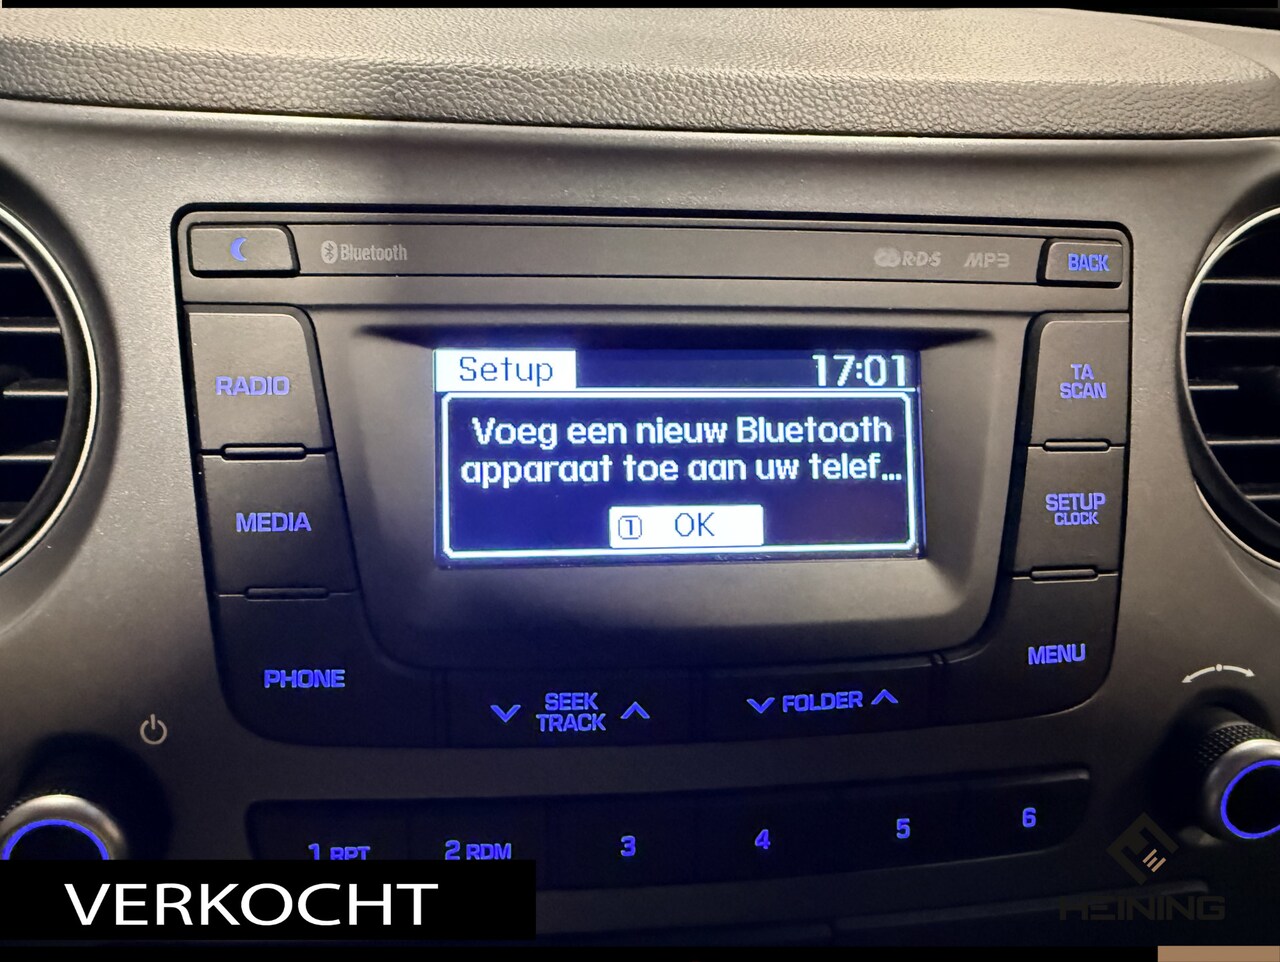 Bluetooth
R·D·S
MP3
BACK
RADIO
MEDIA
PHONE
Setup
17:01
Voeg een nieuw Bluetooth
apparaat toe aan uw telef...
1 OK
TA
SCAN
SETUP
CLOCK
MENU
SEEK
TRACK
FOLDER
1 RPT
2 RDM
3
4
5
6
VERKOCHT
HEINING